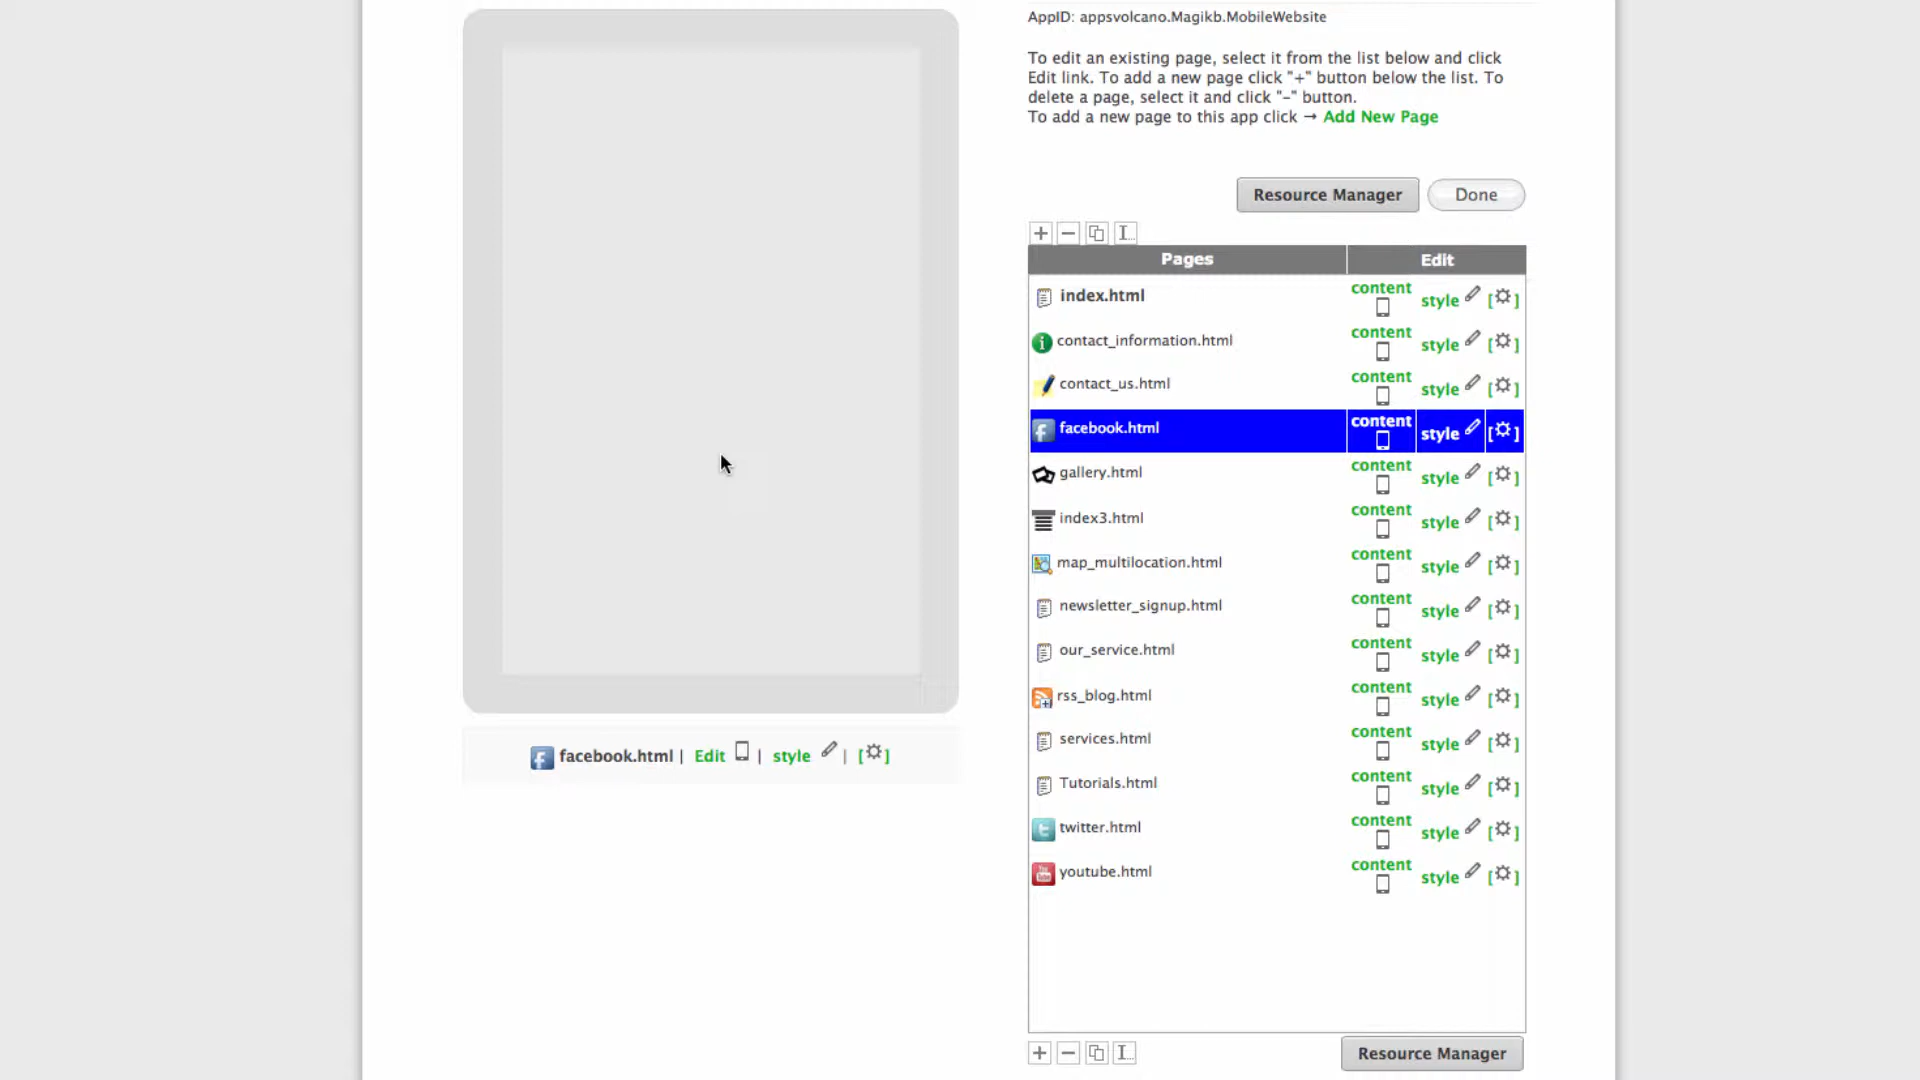 AppID: appsvolcano.Magikb.MobileWebsite
To edit an existing page, select it from the list below and click
Edit link. To add a new page click "+" button below the list. To
delete a page, select it and click "-" button.
To add a new page to this app click → Add New Page
Resource Manager Done
Pages Edit
index.html content style [ ]
contact_information.html content style [ ]
contact_us.html content style [ ]
facebook.html content style [ ]
gallery.html content style [ ]
index3.html content style [ ]
map_multilocation.html content style [ ]
newsletter_signup.html content style [ ]
our_service.html content style [ ]
rss_blog.html content style [ ]
services.html content style [ ]
Tutorials.html content style [ ]
twitter.html content style [ ]
youtube.html content style [ ]
facebook.html | Edit | style | [ ]
Resource Manager